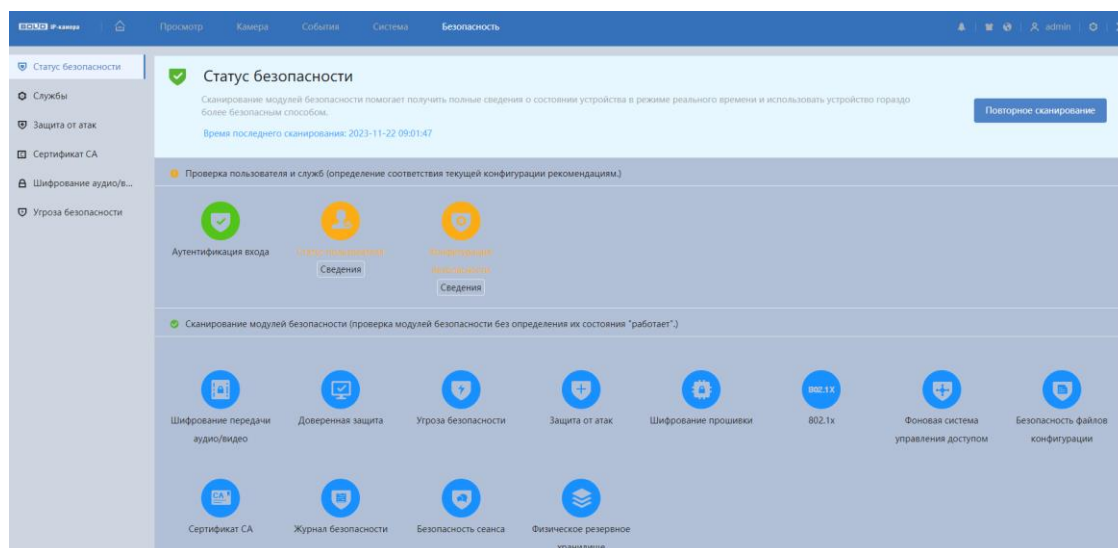 BOLID IP-камера
Просмотр
Камера
События
Система
Безопасность
admin
Статус безопасности
Службы
Защита от атак
Сертификат CA
Шифрование аудио/в...
Угроза безопасности
Статус безопасности
Сканирование модулей безопасности помогает получить полные сведения о состоянии устройства в режиме реального времени и использовать устройство гораздо
более безопасным способом.
Время последнего сканирования: 2023-11-22 09:01:47
Повторное сканирование
Проверка пользователя и служб (определение соответствия текущей конфигурации рекомендациям.)
Аутентификация входа
Статус пользователя
Сведения
Конфигурация
безопасности
Сведения
Сканирование модулей безопасности (проверка модулей безопасности без определения их состояния "работает".)
802.1X
Шифрование передачи
аудио/видео
Доверенная защита
Угроза безопасности
Защита от атак
Шифрование прошивки
802.1x
Фоновая система
управления доступом
Безопасность файлов
конфигурации
CA
Сертификат CA
Журнал безопасности
Безопасность сеанса
Физическое резервное
хранилище